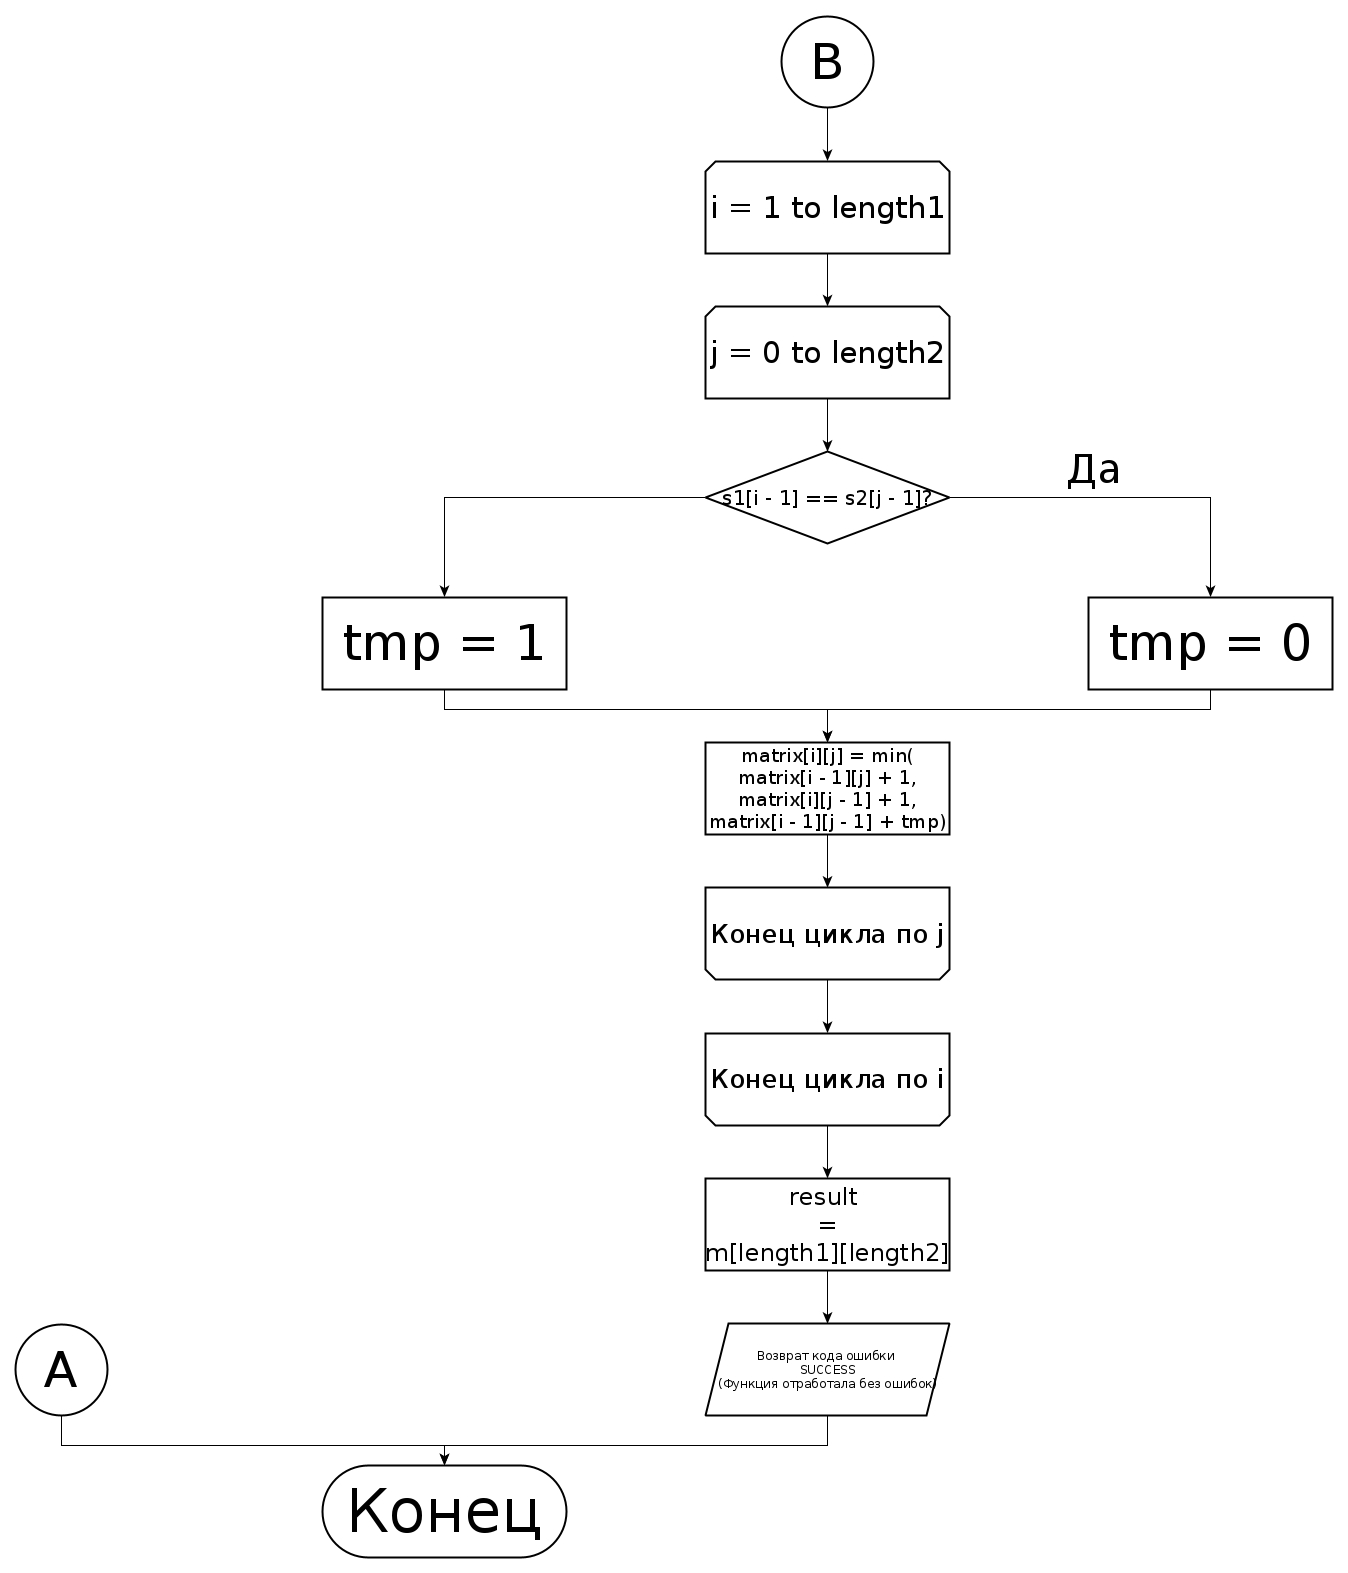 B
i = 1 to length1
j = 0 to length2
s1[i - 1] == s2[j - 1]?
Да
tmp = 1
tmp = 0
matrix[i][j] = min(
matrix[i - 1][j] + 1,
matrix[i][j - 1] + 1,
matrix[i - 1][j - 1] + tmp)
Конец цикла по j
Конец цикла по i
result
=
m[length1][length2]
Возврат кода ошибки
SUCCESS
(Функция отработала без ошибок)
A
Конец